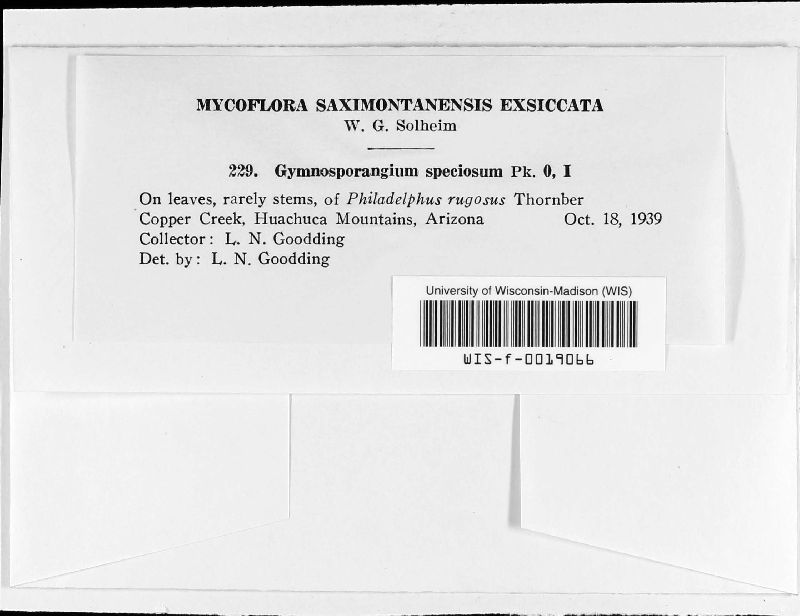 MYCOFLORA SAXIMONTANENSIS EXSICCATA
W. G. Solheim
229. Gymnosporangium speciosum Pk. 0, I
On leaves, rarely stems, of Philadelphus rugosus Thornber
Copper Creek, Huachuca Mountains, Arizona Oct. 18, 1939
Collector: L. N. Goodding
Det. by: L. N. Goodding
University of Wisconsin-Madison (WIS)
WIS-f-0019066